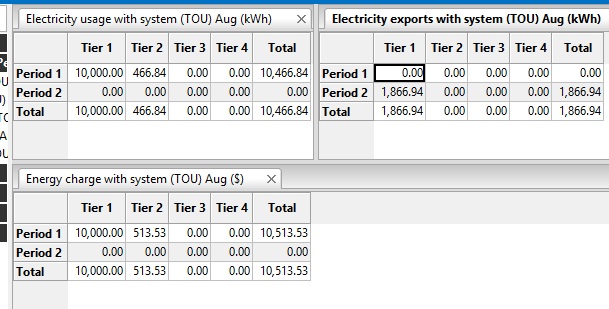 Electricity usage with system (TOU) Aug (kWh) ×
Tier 1 Tier 2 Tier 3 Tier 4 Total
Period 1 10,000.00 466.84 0.00 0.00 10,466.84
Period 2 0.00 0.00 0.00 0.00 0.00
Total 10,000.00 466.84 0.00 0.00 10,466.84
Electricity exports with system (TOU) Aug (kWh)
Tier 1 Tier 2 Tier 3 Tier 4 Total
Period 1 0.00 0.00 0.00 0.00 0.00
Period 2 1,866.94 0.00 0.00 0.00 1,866.94
Total 1,866.94 0.00 0.00 0.00 1,866.94
Energy charge with system (TOU) Aug ($) ×
Tier 1 Tier 2 Tier 3 Tier 4 Total
Period 1 10,000.00 513.53 0.00 0.00 10,513.53
Period 2 0.00 0.00 0.00 0.00 0.00
Total 10,000.00 513.53 0.00 0.00 10,513.53